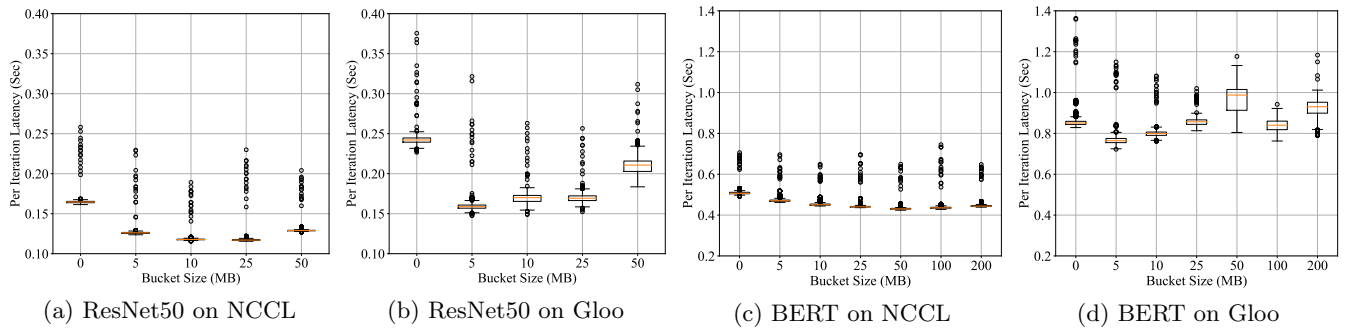 0.40
0.35
0.30
0.25
0.20
0.15
0.10
Per Iteration Latency (Sec)
0 5 10 25 50
Bucket Size (MB)
(a) ResNet50 on NCCL
0.40
0.35
0.30
0.25
0.20
0.15
0.10
Per Iteration Latency (Sec)
0 5 10 25 50
Bucket Size (MB)
(b) ResNet50 on Gloo
1.4
1.2
1.0
0.8
0.6
0.4
0.2
Per Iteration Latency (Sec)
0 5 10 25 50 100 200
Bucket Size (MB)
(c) BERT on NCCL
1.4
1.2
1.0
0.8
0.6
0.4
0.2
Per Iteration Latency (Sec)
0 5 10 25 50 100 200
Bucket Size (MB)
(d) BERT on Gloo